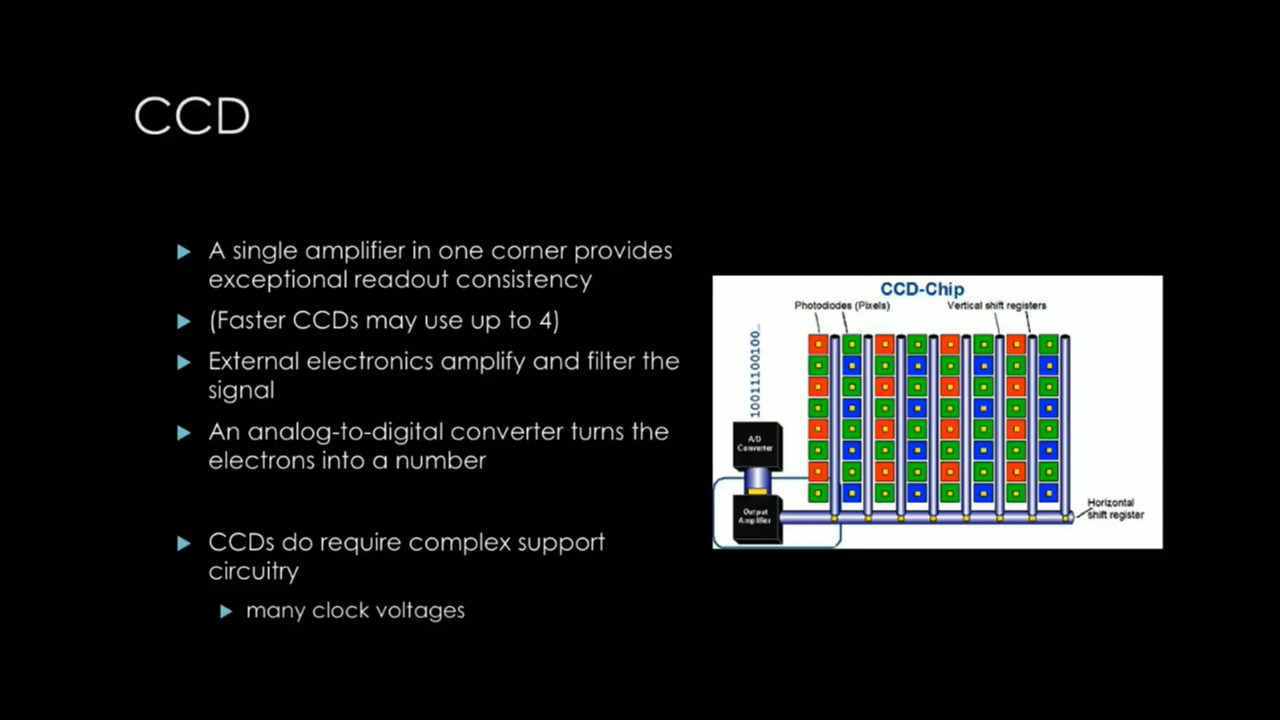 CCD
A single amplifier in one corner provides
exceptional readout consistency
(Faster CCDs may use up to 4)
External electronics amplify and filter the
signal
An analog-to-digital converter turns the
electrons into a number
CCDs do require complex support
circuitry
many clock voltages
CCD-Chip
Photodiodes (Pixels)
Vertical shift registers
10011100100...
A/D
Converter
Output
Amplifier
Horizontal
shift register